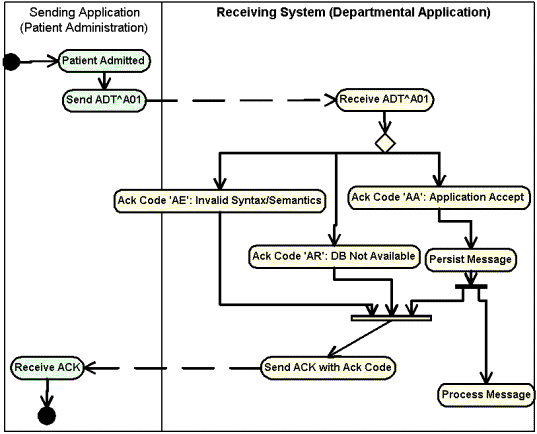 Sending Application
(Patient Administration)
Receiving System (Departmental Application)
Patient Admitted
Send ADT^A01
Receive ADT^A01
Ack Code 'AE': Invalid Syntax/Semantics
Ack Code 'AA': Application Accept
Ack Code 'AR': DB Not Available
Persist Message
Receive ACK
Send ACK with Ack Code
Process Message